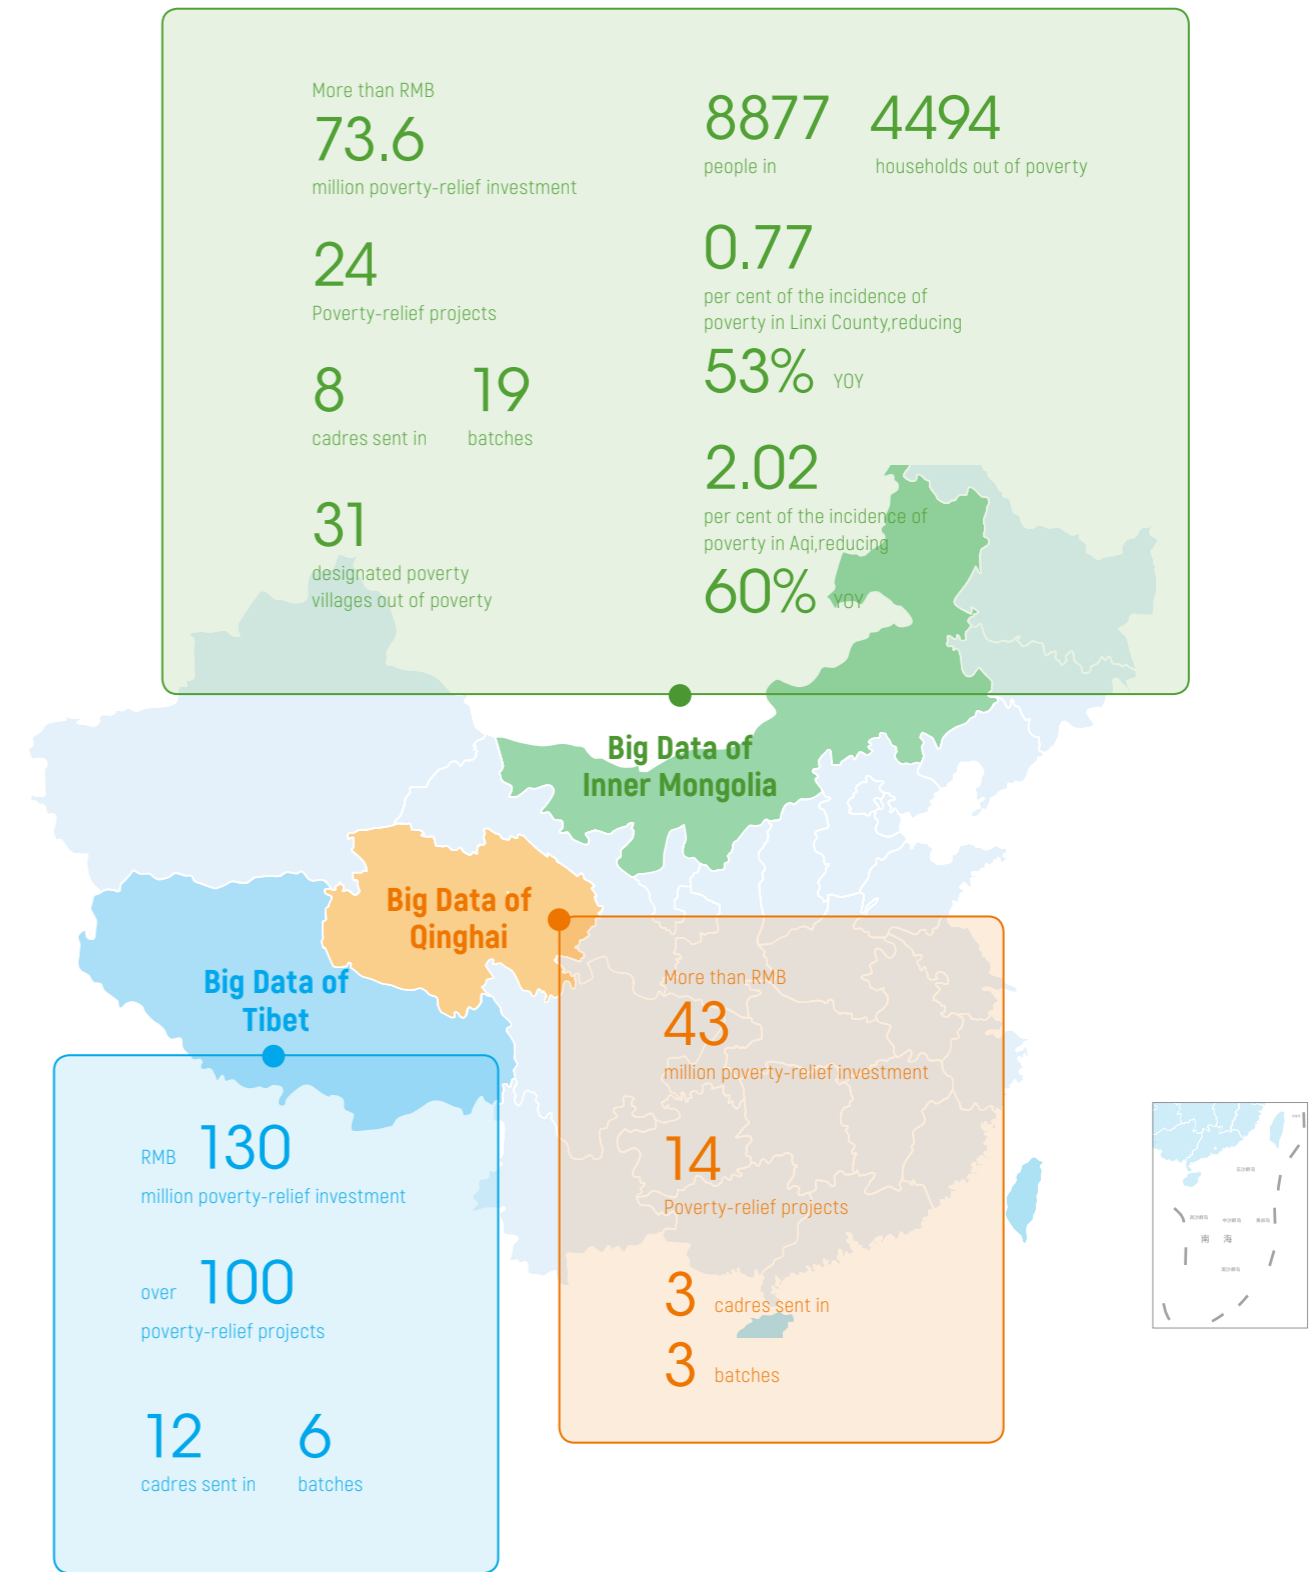 More than RMB
73.6
million poverty-relief investment
24
Poverty-relief projects
8 19
cadres sent in batches
31
designated poverty
villages out of poverty
8877 4494
people in households out of poverty
0.77
per cent of the incidence of
poverty in Linxi County,reducing
53% YOY
2.02
per cent of the incidence of
poverty in Aqi,reducing
60% YOY
Big Data of
Inner Mongolia
Big Data of
Qinghai
More than RMB
43
million poverty-relief investment
14
Poverty-relief projects
3 cadres sent in
3 batches
Big Data of
Tibet
RMB 130
million poverty-relief investment
over 100
poverty-relief projects
12 6
cadres sent in batches
南 海